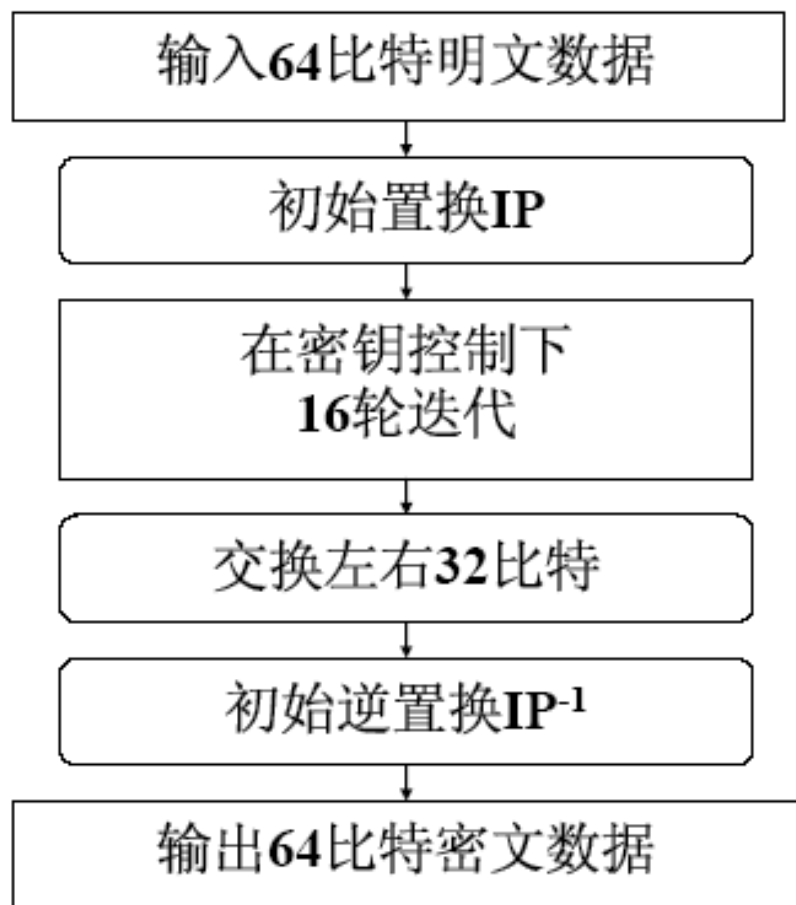 输入64比特明文数据
初始置换IP
在密钥控制下
16轮迭代
交换左右32比特
初始逆置换IP⁻¹
输出64比特密文数据